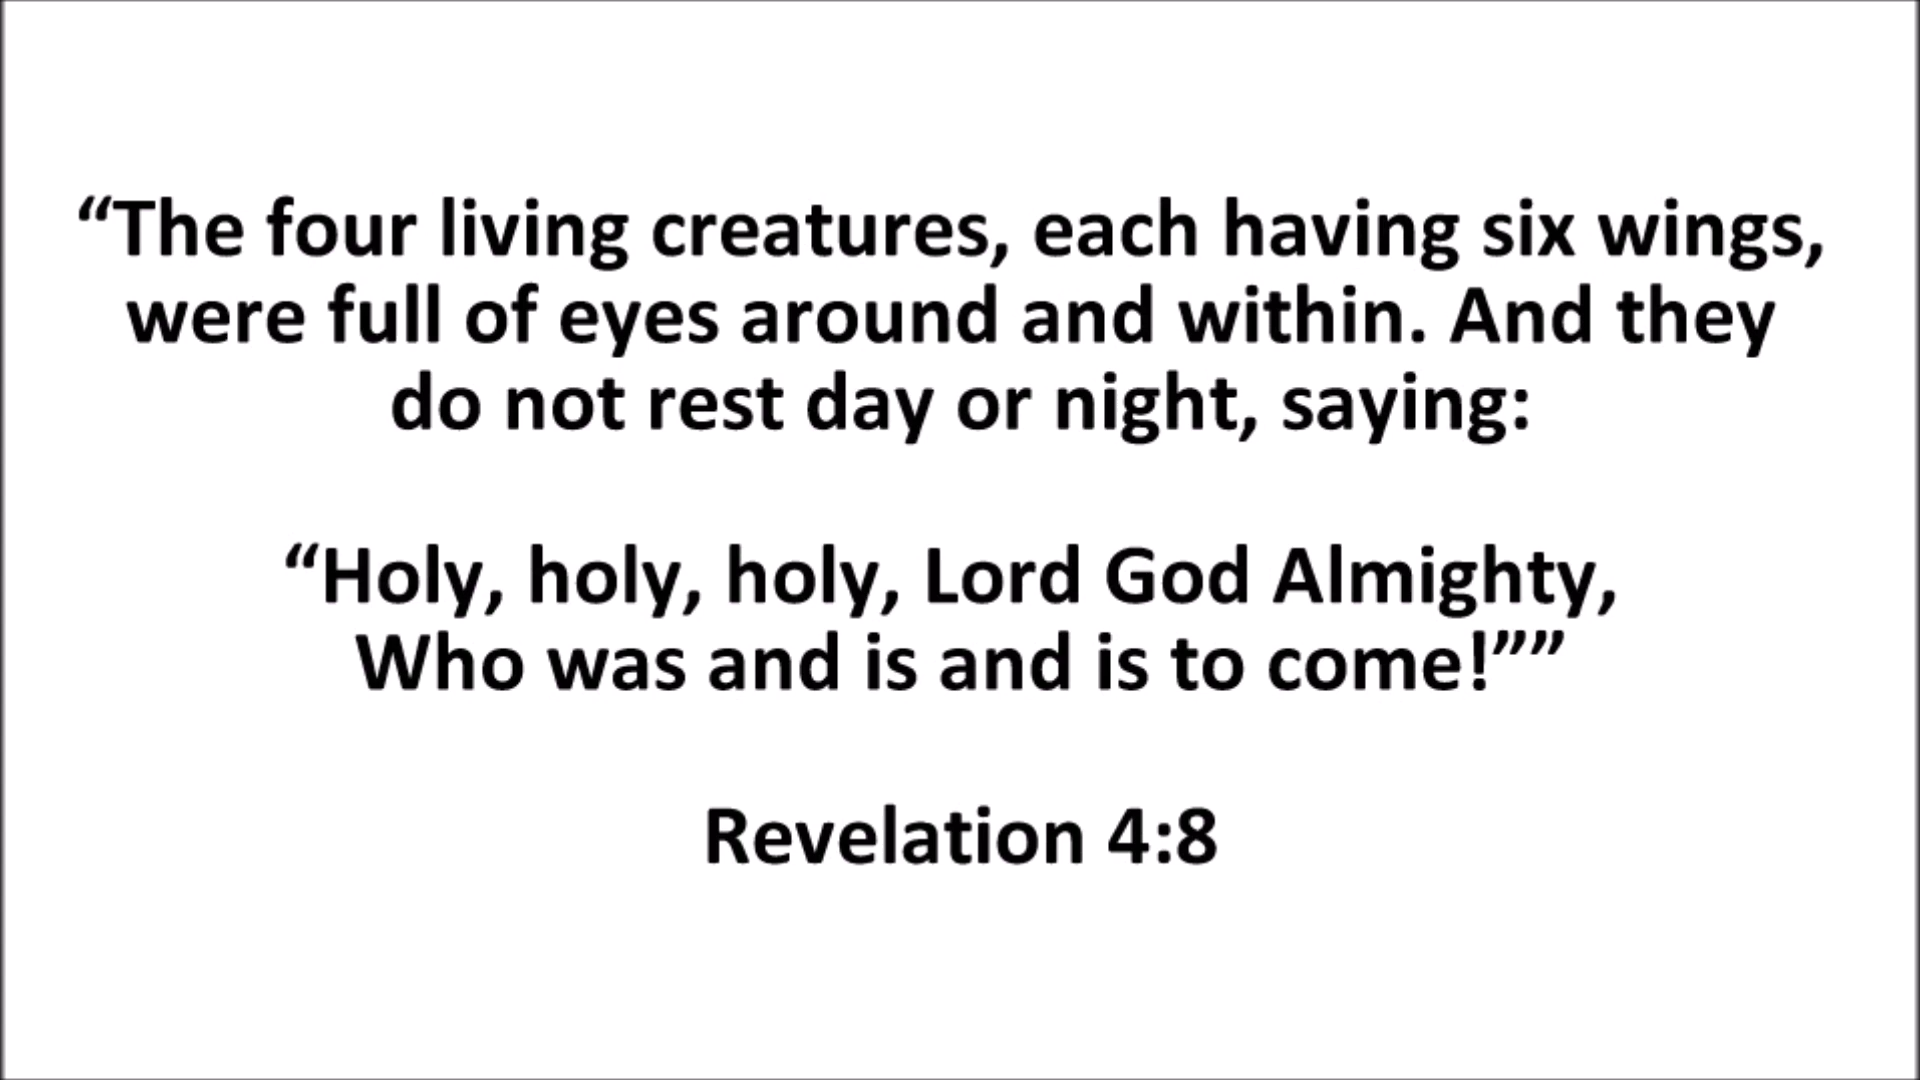 “The four living creatures, each having six wings,
were full of eyes around and within. And they
do not rest day or night, saying:
“Holy, holy, holy, Lord God Almighty,
Who was and is and is to come!””
Revelation 4:8